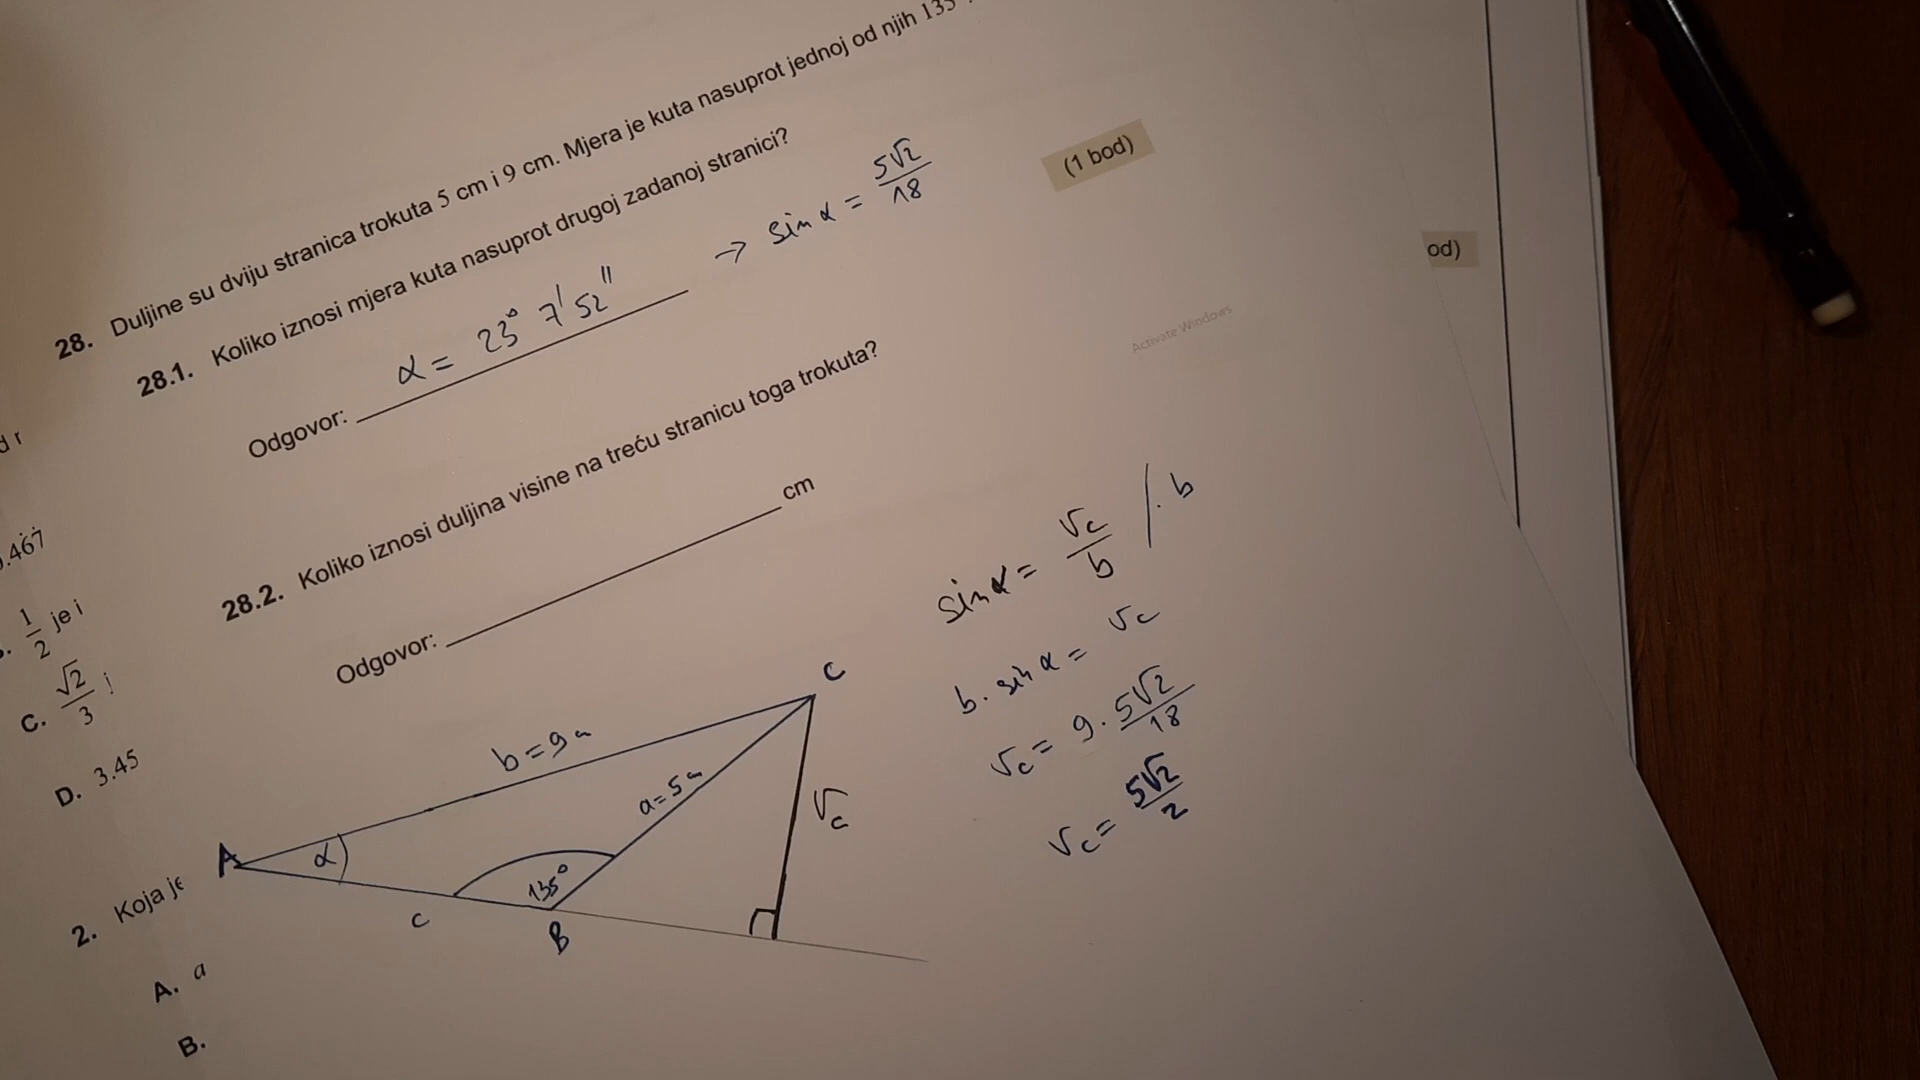 28. Duljine su dviju stranica trokuta 5 cm i 9 cm. Mjera je kuta nasuprot jednoj od njih 135°
28.1. Koliko iznosi mjera kuta nasuprot drugoj zadanoj stranici?
(1 bod)
Odgovor: α = 23° 7' 52'' → sin α = 5√2/18
od)
Activate Windows
28.2. Koliko iznosi duljina visine na treću stranicu toga trokuta?
Odgovor: cm
sin α = vc/b /·b
b · sin α = vc
vc = 9 · 5√2/18
vc = 5√2/2
C
b = 9
a = 5
vc
A
α
135°
c
B
.467
1/2 je i
C. √2/3
D. 3.45
2. Koja je
A. a
B.